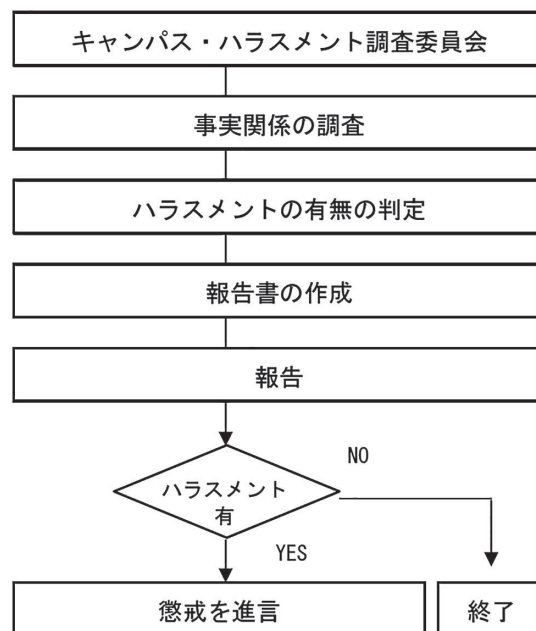 キャンパス・ハラスメント調査委員会
事実関係の調査
ハラスメントの有無の判定
報告書の作成
報告
NO
ハラスメント
有
YES
懲戒を進言
終了